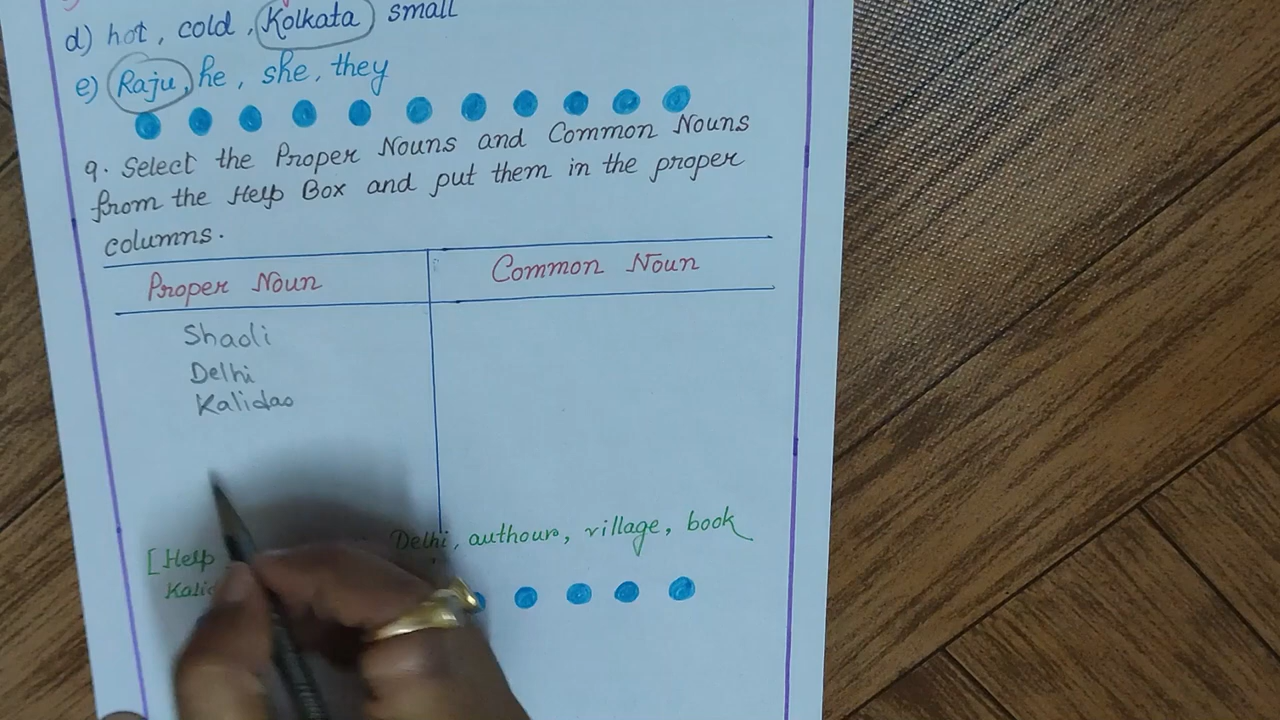 d) hot, cold, Kolkata small
e) Raju, he, she, they
9. Select the Proper Nouns and Common Nouns
from the Help Box and put them in the proper
columns.
Proper Noun
Common Noun
Shaoli
Delhi
Kalidas
[Help Delhi, authours, village, book